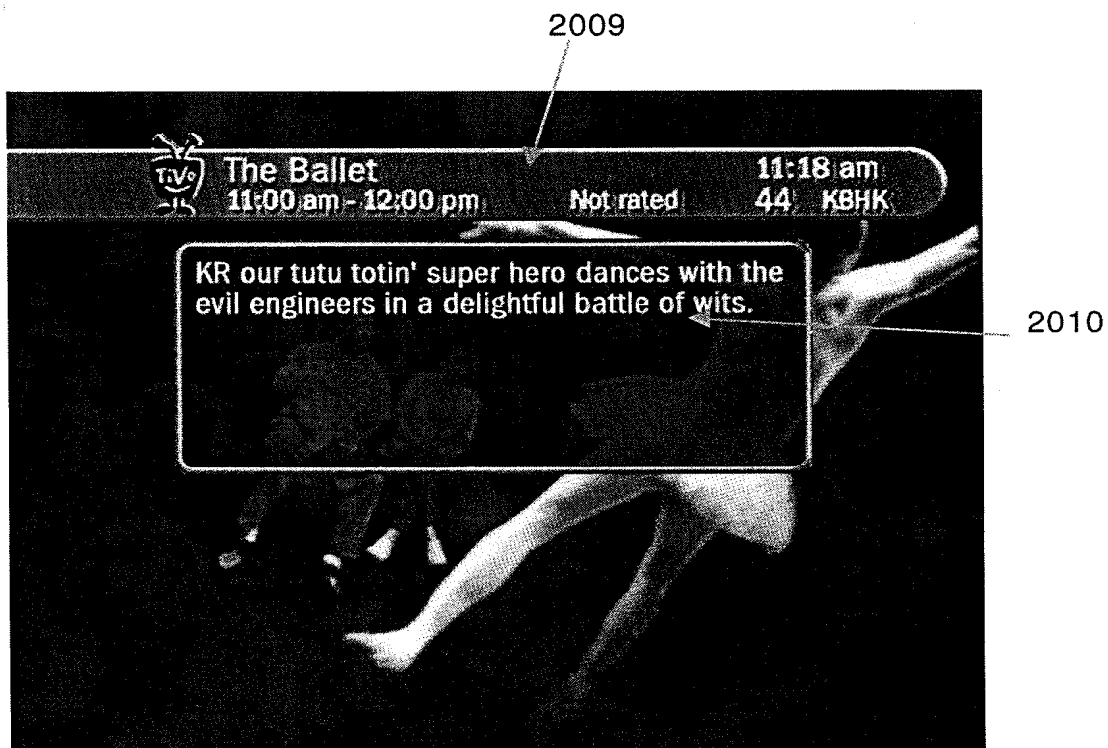 2009
TiVo
The Ballet 11:18 am
11:00 am - 12:00 pm Not rated 44 KBHK
KR our tutu totin' super hero dances with the
evil engineers in a delightful battle of wits.
2010